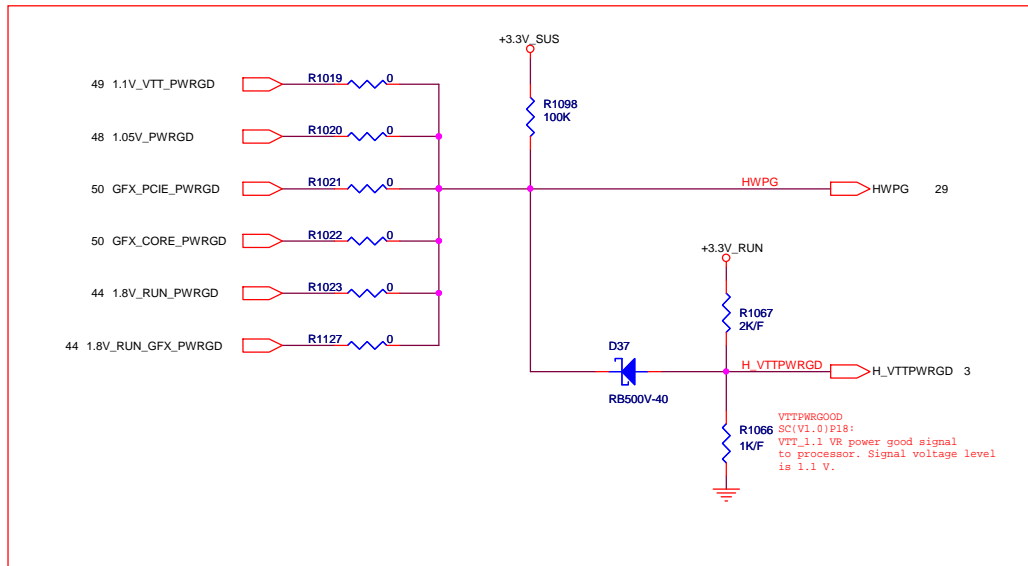 +3.3V_SUS
49 1.1V_VTT_PWRGD R1019 0
R1098
100K
48 1.05V_PWRGD R1020 0
50 GFX_PCIE_PWRGD R1021 0 HWPG HWPG 29
50 GFX_CORE_PWRGD R1022 0
+3.3V_RUN
44 1.8V_RUN_PWRGD R1023 0
R1067
2K/F
44 1.8V_RUN_GFX_PWRGD R1127 0
D37
H_VTTPWRGD H_VTTPWRGD 3
RB500V-40
R1066
1K/F
VTTPWRGOOD
SC(V1.0)P18:
VTT_1.1 VR power good signal
to processor. Signal voltage level
is 1.1 V.